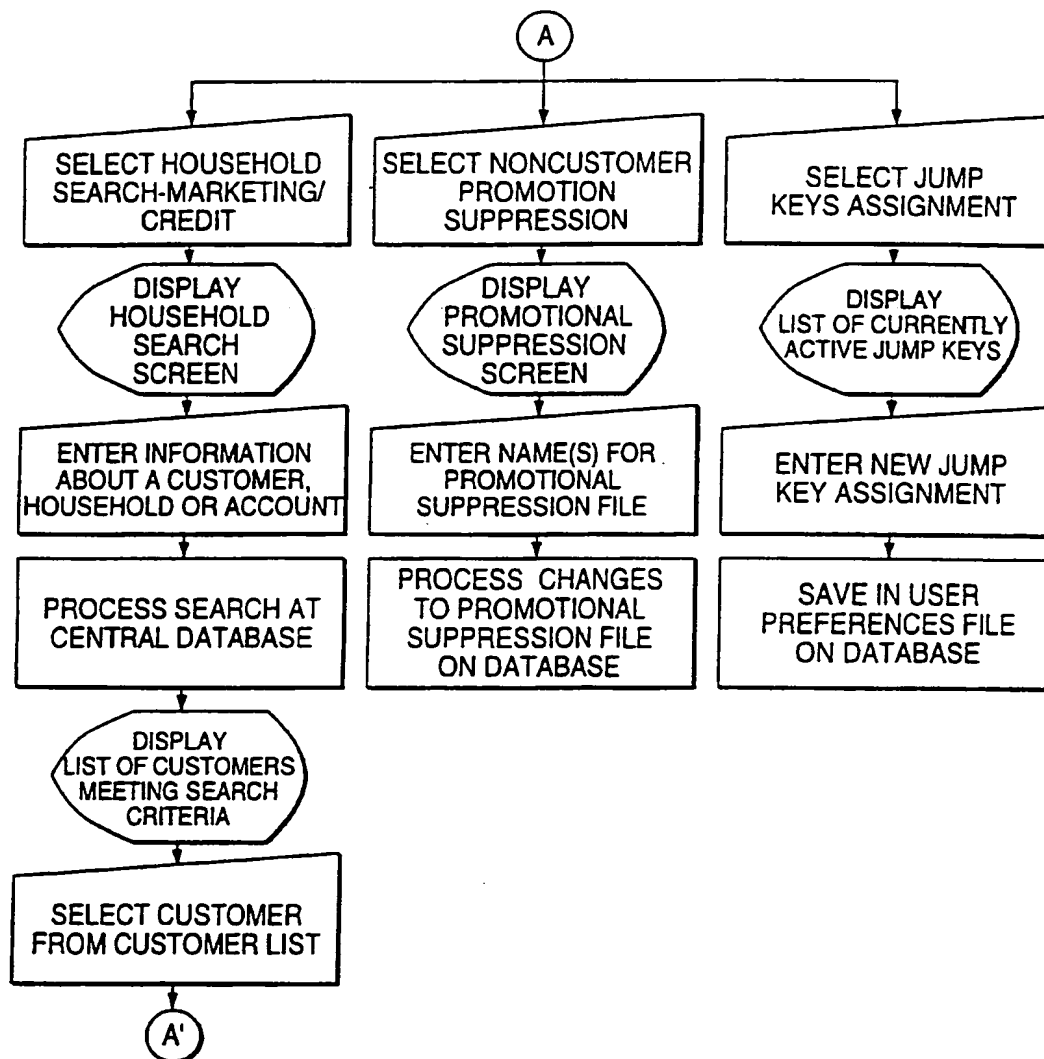 A
SELECT HOUSEHOLD
SEARCH-MARKETING/
CREDIT
DISPLAY
HOUSEHOLD
SEARCH
SCREEN
ENTER INFORMATION
ABOUT A CUSTOMER,
HOUSEHOLD OR ACCOUNT
PROCESS SEARCH AT
CENTRAL DATABASE
DISPLAY
LIST OF CUSTOMERS
MEETING SEARCH
CRITERIA
SELECT CUSTOMER
FROM CUSTOMER LIST
A'
SELECT NONCUSTOMER
PROMOTION
SUPPRESSION
DISPLAY
PROMOTIONAL
SUPPRESSION
SCREEN
ENTER NAME(S) FOR
PROMOTIONAL
SUPPRESSION FILE
PROCESS CHANGES
TO PROMOTIONAL
SUPPRESSION FILE
ON DATABASE
SELECT JUMP
KEYS ASSIGNMENT
DISPLAY
LIST OF CURRENTLY
ACTIVE JUMP KEYS
ENTER NEW JUMP
KEY ASSIGNMENT
SAVE IN USER
PREFERENCES FILE
ON DATABASE